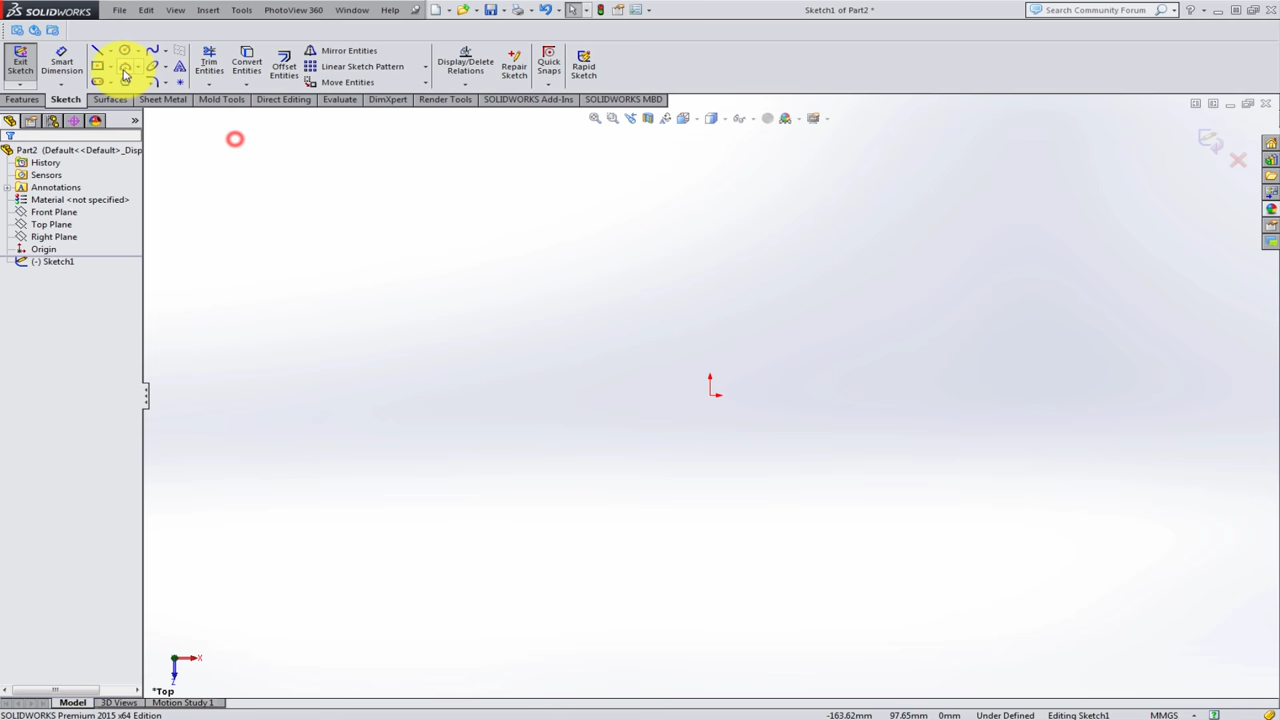 SOLIDWORKS
File
Edit
View
Insert
Tools
PhotoView 360
Window
Help
Sketch1 of Part2 *
Search Community Forum
Exit
Sketch
Smart
Dimension
Trim
Entities
Convert
Entities
Offset
Entities
Mirror Entities
Linear Sketch Pattern
Move Entities
Display/Delete
Relations
Repair
Sketch
Quick
Snaps
Rapid
Sketch
Features
Sketch
Surfaces
Sheet Metal
Mold Tools
Direct Editing
Evaluate
DimXpert
Render Tools
SOLIDWORKS Add-Ins
SOLIDWORKS MBD
Part2 (Default<<Default>_Disp
History
Sensors
Annotations
Material <not specified>
Front Plane
Top Plane
Right Plane
Origin
(-) Sketch1
X
Z
*Top
Model
3D Views
Motion Study 1
SOLIDWORKS Premium 2015 x64 Edition
-163.62mm
97.65mm
0mm
Under Defined
Editing Sketch1
MMGS